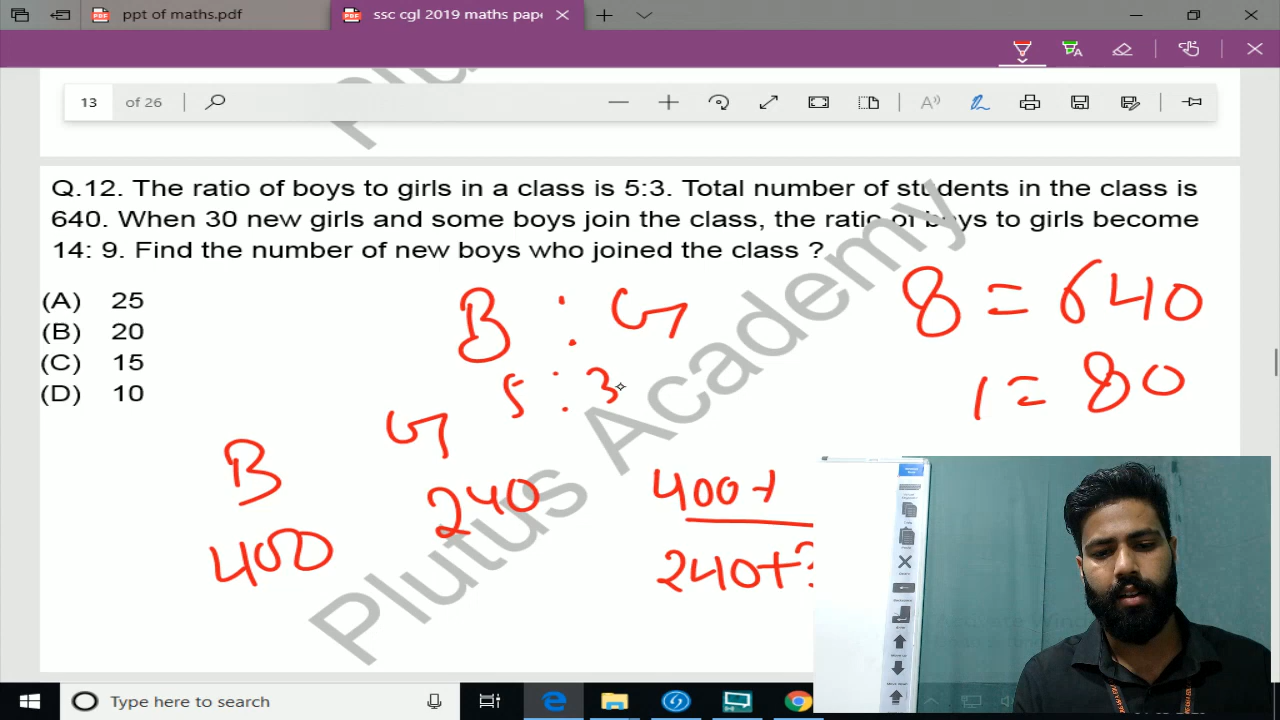 ppt of maths.pdf
ssc cgl 2019 maths pape
13 of 26
Q.12. The ratio of boys to girls in a class is 5:3. Total number of students in the class is
640. When 30 new girls and some boys join the class, the ratio of boys to girls become
14: 9. Find the number of new boys who joined the class ?
(A) 25
(B) 20
(C) 15
(D) 10
B : G
5 : 3
8 = 640
1 = 80
B G
400 240
400+
240+3
Plutus Academy
Type here to search